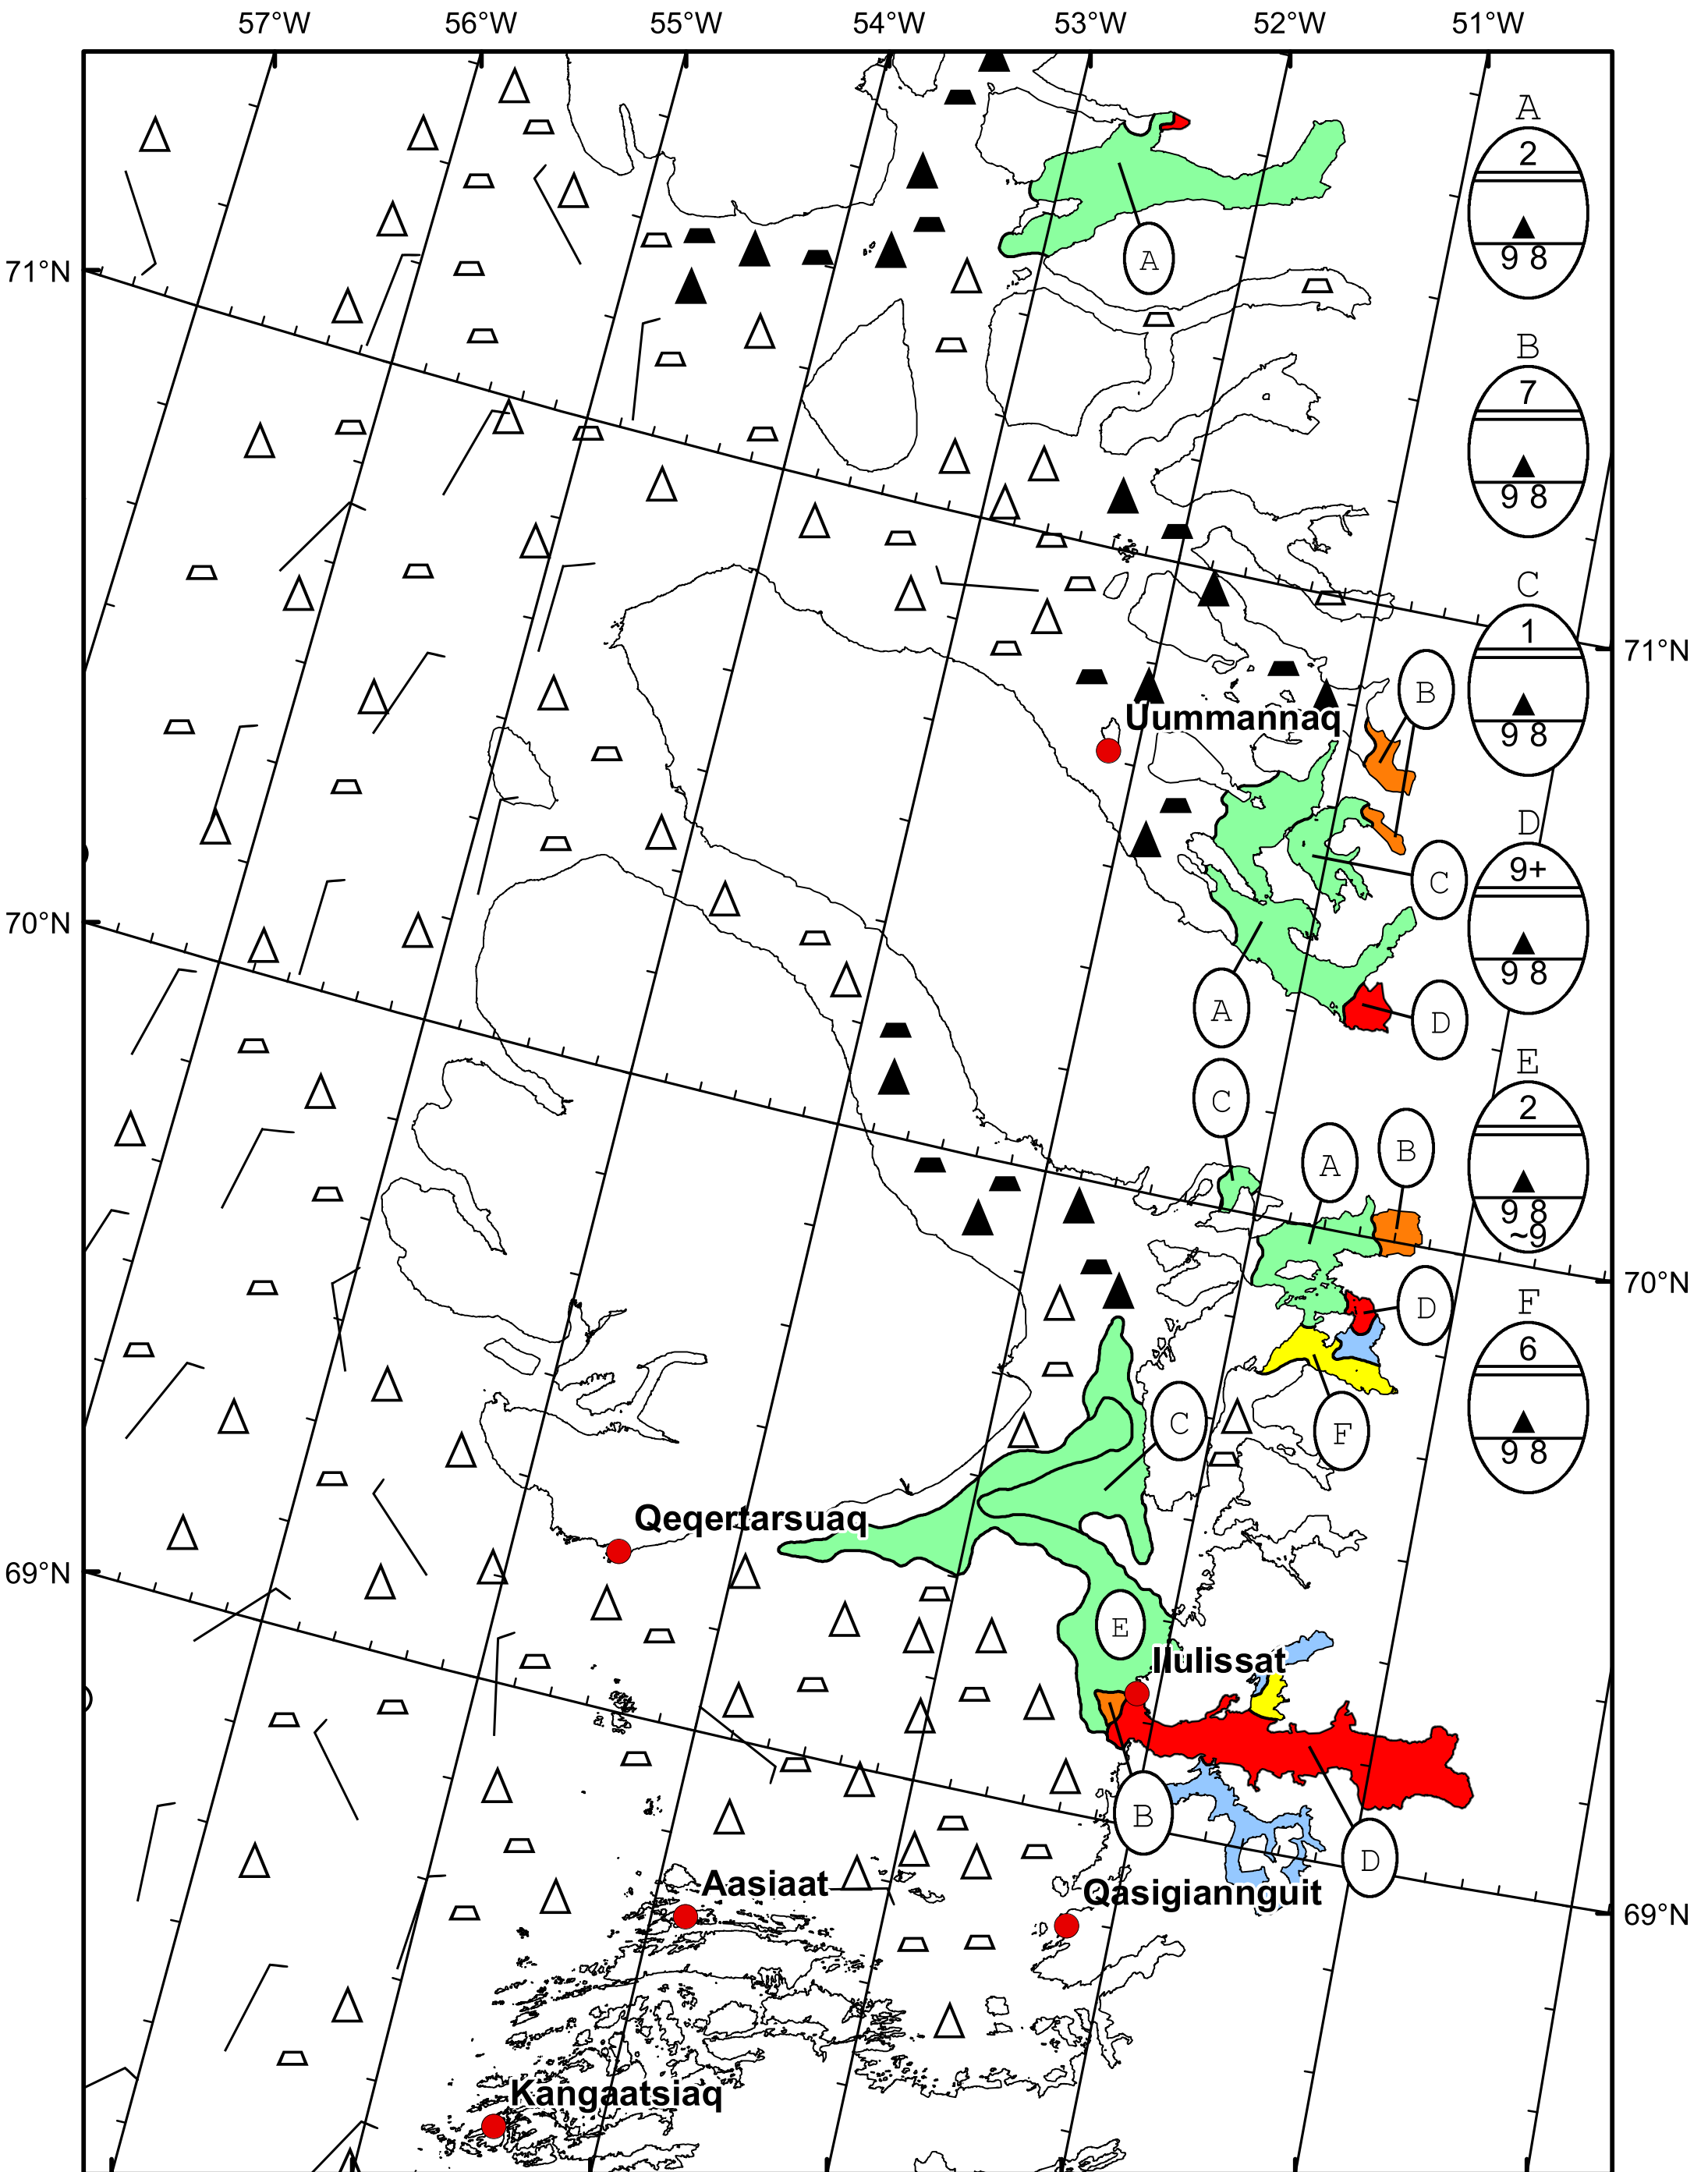 57°W 56°W 55°W 54°W 53°W 52°W 51°W
A
2
9 8
A
71°N
B
7
9 8
C
1
9 8
71°N
B
Uummannaq
D
9+
9 8
C
70°N
A
D
C
E
2
9 8
~9
A
B
70°N
D
F
6
9 8
C
F
Qeqertarsuaq
69°N
E
Ilulissat
B
D
Aasiaat
Qasigiannguit
69°N
Kangaatsiaq